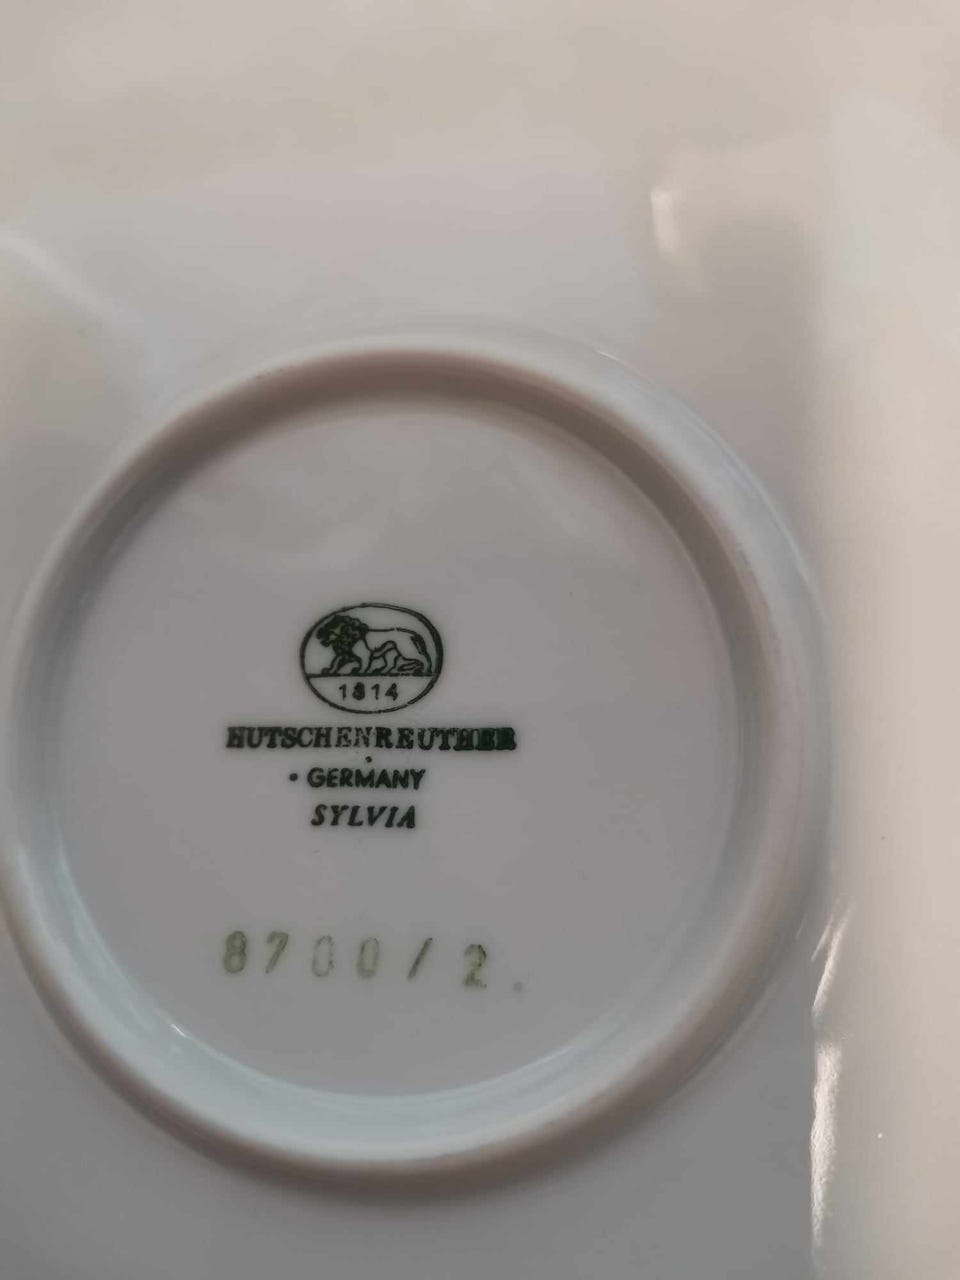 1814
HUTSCHENREUTHER
GERMANY
SYLVIA
8700/2.